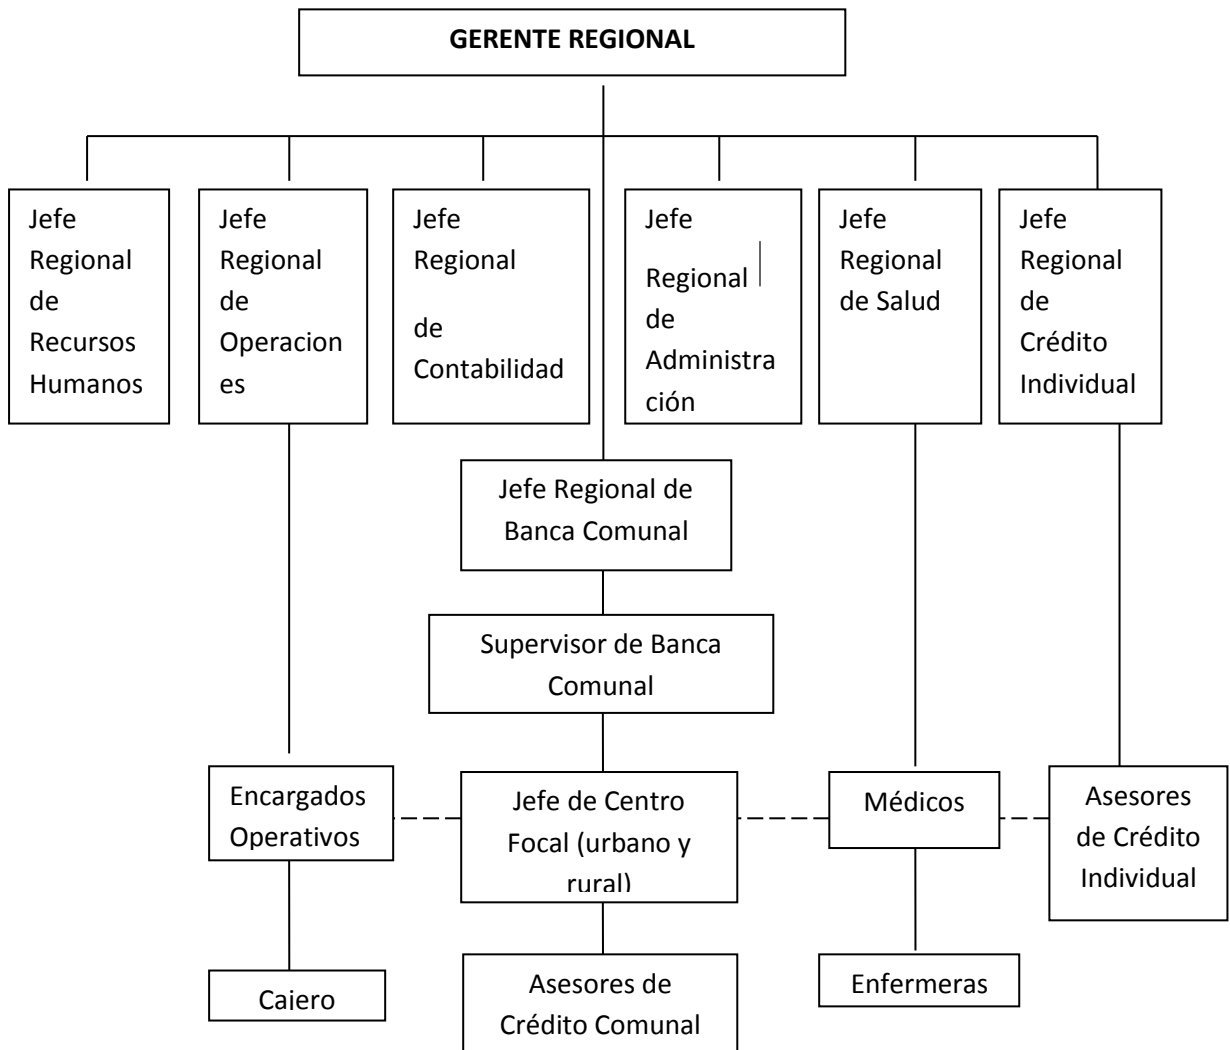 GERENTE REGIONAL
Jefe
Regional
de
Recursos
Humanos
Jefe
Regional
de
Operacion
es
Jefe
Regional
de
Contabilidad
Jefe
Regional
de
Administra
ción
Jefe
Regional
de Salud
Jefe
Regional
de
Crédito
Individual
Jefe Regional de
Banca Comunal
Supervisor de Banca
Comunal
Encargados
Operativos
Jefe de Centro
Focal (urbano y
rural)
Médicos
Asesores
de Crédito
Individual
Cajero
Asesores de
Crédito Comunal
Enfermeras